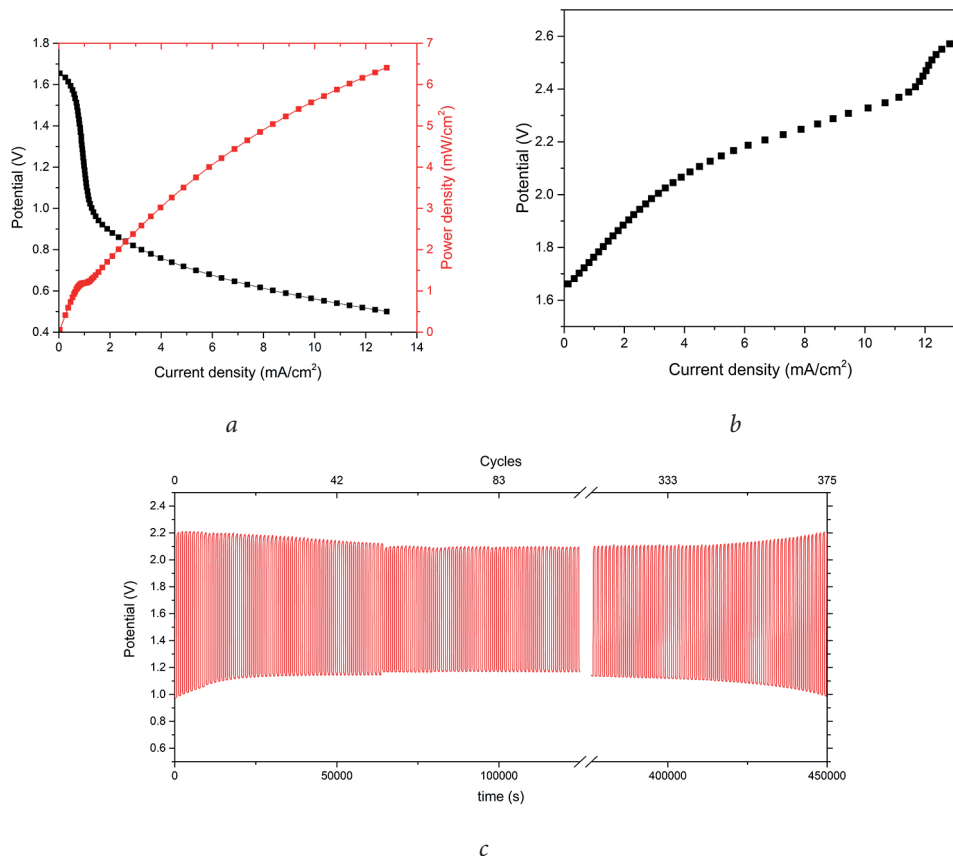 1.8
1.6
1.4
1.2
1.0
0.8
0.6
0.4
Potential (V)
0 2 4 6 8 10 12 14
Current density (mA/cm²)
7
6
5
4
3
2
1
0
Power density (mW/cm²)
a
2.6
2.4
2.2
2.0
1.8
1.6
Potential (V)
0 2 4 6 8 10 12
Current density (mA/cm²)
b
Cycles
0 42 83 333 375
2.4
2.2
2.0
1.8
1.6
1.4
1.2
1.0
0.8
0.6
Potential (V)
0 50000 100000 400000 450000
time (s)
c